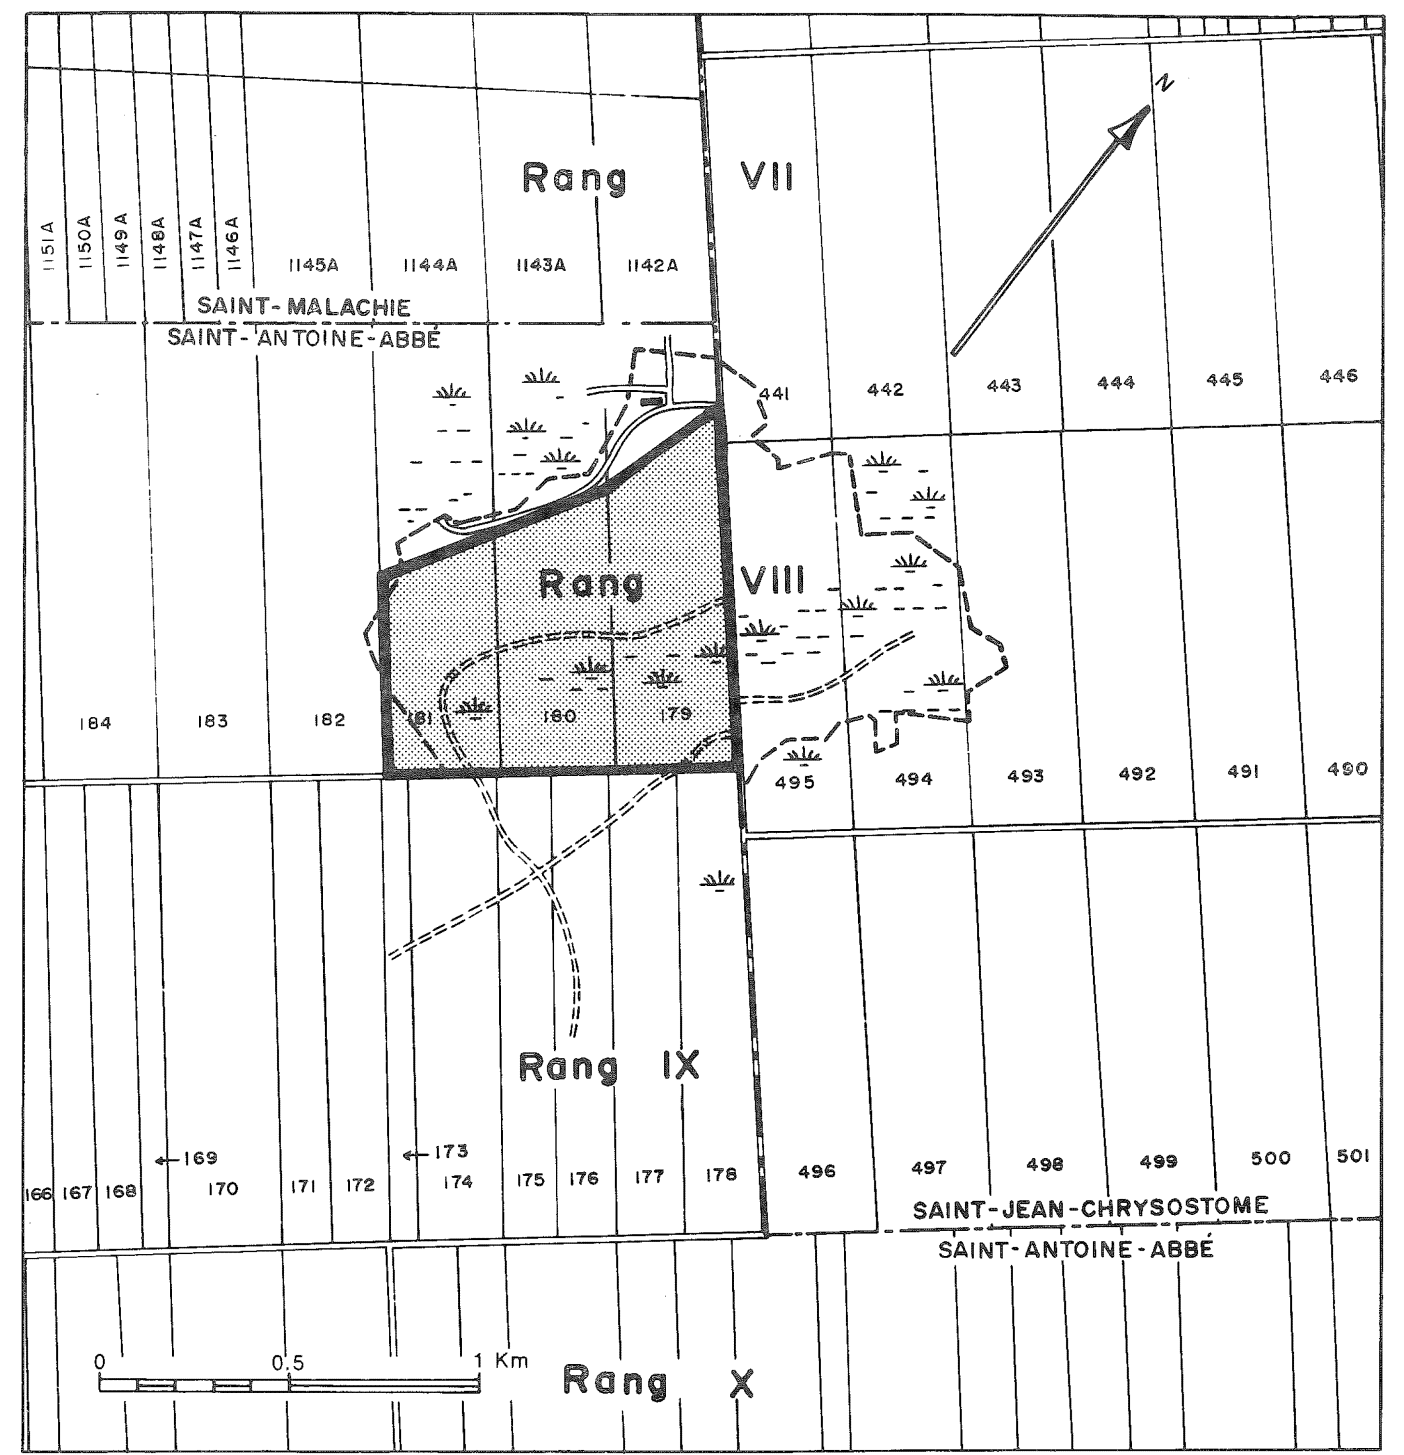 N
Rang VII
1151A 1150A 1149A 1148A 1147A 1146A 1145A 1144A 1143A 1142A
SAINT-MALACHIE
SAINT-ANTOINE-ABBÉ
441 442 443 444 445 446
Rang VIII
184 183 182 181 180 179
495 494 493 492 491 490
Rang IX
169 173
166 167 168 170 171 172 174 175 176 177 178
496 497 498 499 500 501
SAINT-JEAN-CHRYSOSTOME
SAINT-ANTOINE-ABBÉ
0 0.5 1 Km
Rang X